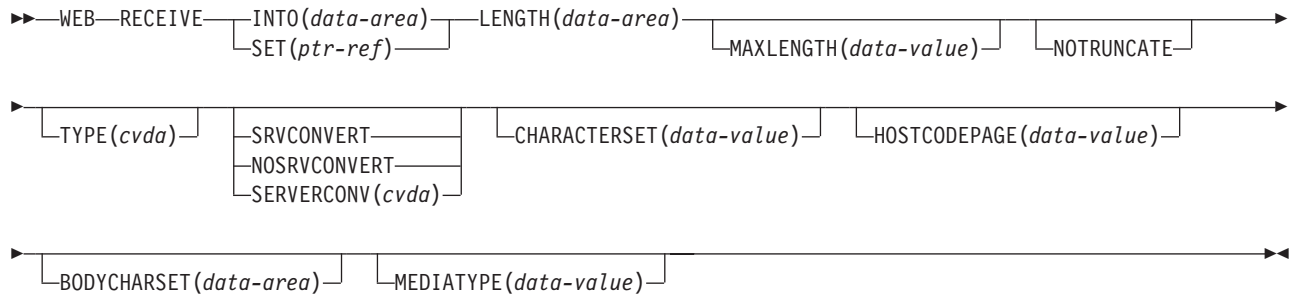 WEB RECEIVE INTO(data-area) LENGTH(data-area)
SET(ptr-ref) MAXLENGTH(data-value) NOTRUNCATE
TYPE(cvda) SRVCONVERT CHARACTERSET(data-value) HOSTCODEPAGE(data-value)
NOSRVCONVERT
SERVERCONV(cvda)
BODYCHARSET(data-area) MEDIATYPE(data-value)